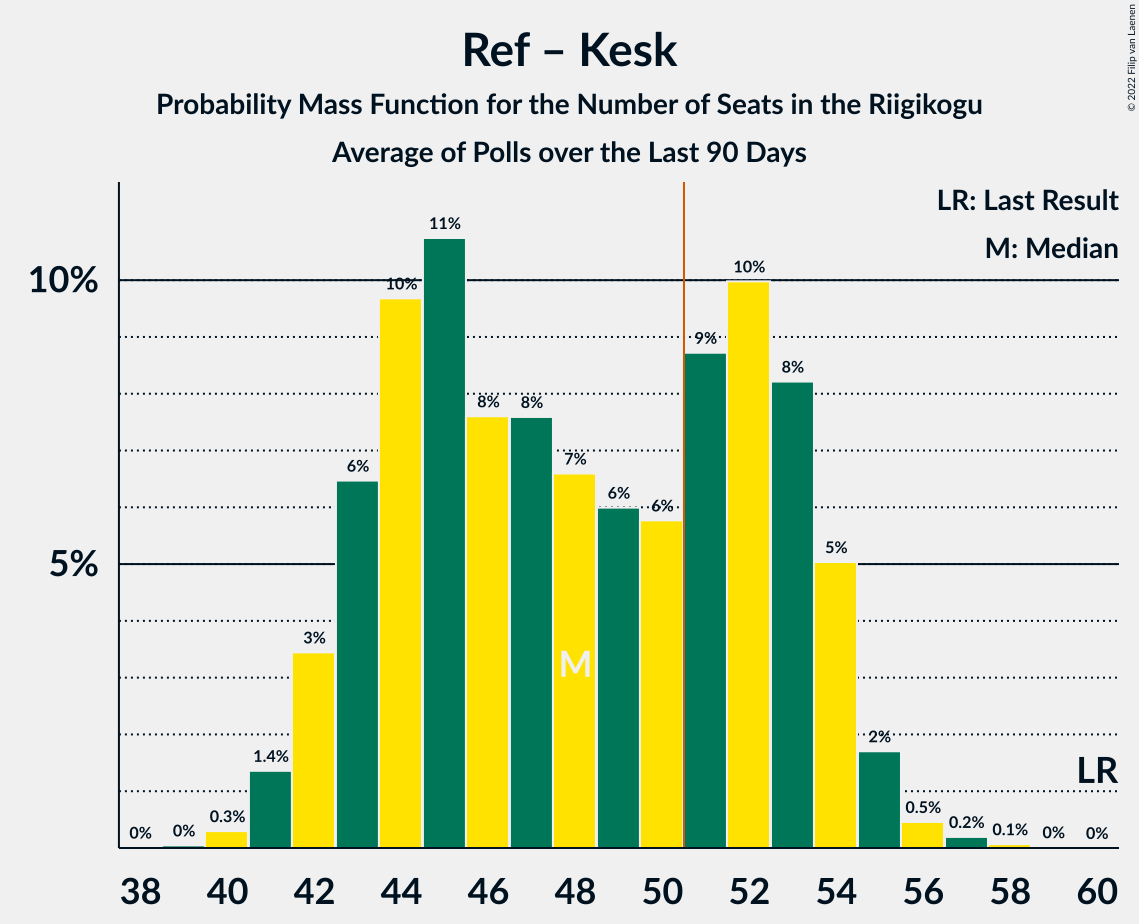 Ref – Kesk
Probability Mass Function for the Number of Seats in the Riigikogu
Average of Polls over the Last 90 Days
© 2022 Filip van Laenen
LR: Last Result
M: Median
10%
5%
0%
0%
0.3%
1.4%
3%
6%
10%
11%
8%
8%
7%
6%
6%
9%
10%
8%
5%
2%
0.5%
0.2%
0.1%
0%
0%
M
LR
38 40 42 44 46 48 50 52 54 56 58 60